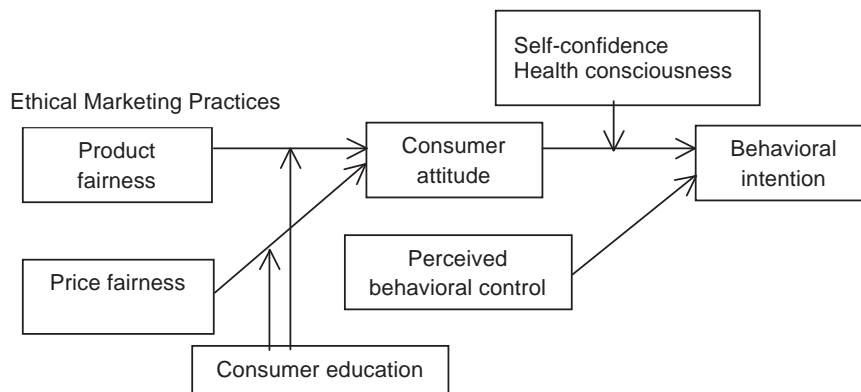 Self-confidence
Health consciousness
Ethical Marketing Practices
Product
fairness
Consumer
attitude
Behavioral
intention
Price fairness
Perceived
behavioral control
Consumer education